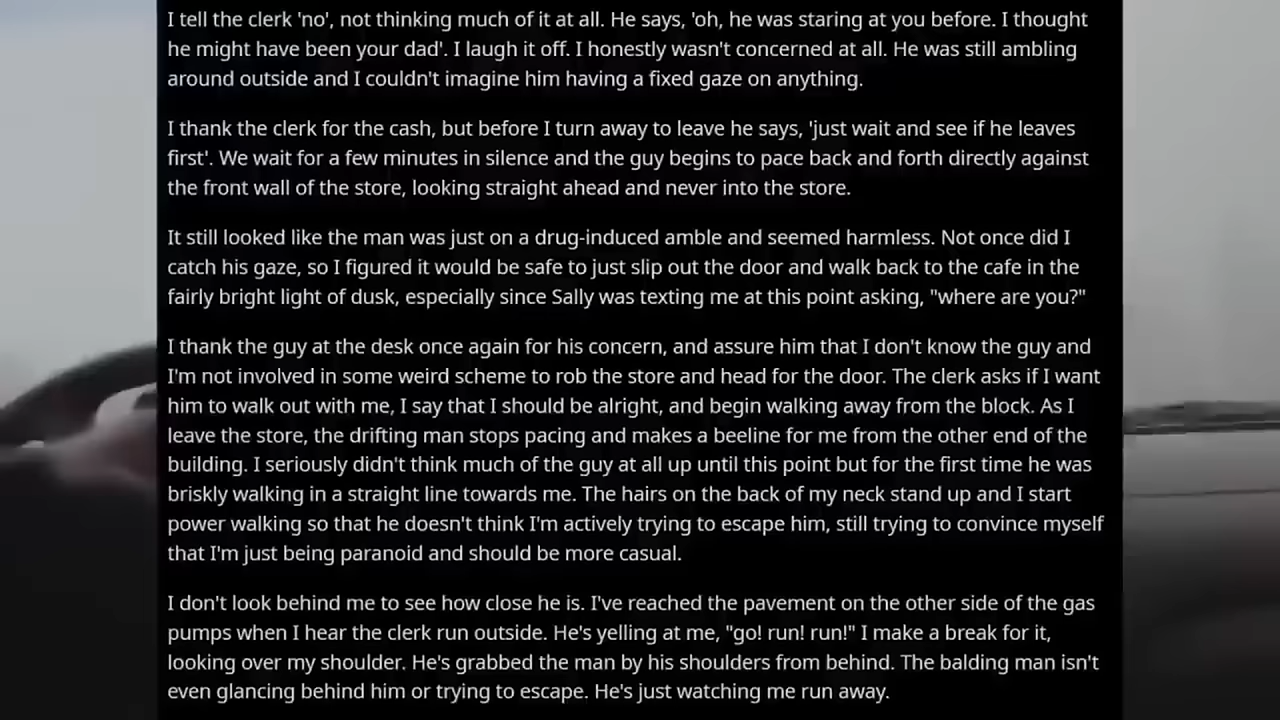 I tell the clerk 'no', not thinking much of it at all. He says, 'oh, he was staring at you before. I thought
he might have been your dad'. I laugh it off. I honestly wasn't concerned at all. He was still ambling
around outside and I couldn't imagine him having a fixed gaze on anything.
I thank the clerk for the cash, but before I turn away to leave he says, 'just wait and see if he leaves
first'. We wait for a few minutes in silence and the guy begins to pace back and forth directly against
the front wall of the store, looking straight ahead and never into the store.
It still looked like the man was just on a drug-induced amble and seemed harmless. Not once did I
catch his gaze, so I figured it would be safe to just slip out the door and walk back to the cafe in the
fairly bright light of dusk, especially since Sally was texting me at this point asking, "where are you?"
I thank the guy at the desk once again for his concern, and assure him that I don't know the guy and
I'm not involved in some weird scheme to rob the store and head for the door. The clerk asks if I want
him to walk out with me, I say that I should be alright, and begin walking away from the block. As I
leave the store, the drifting man stops pacing and makes a beeline for me from the other end of the
building. I seriously didn't think much of the guy at all up until this point but for the first time he was
briskly walking in a straight line towards me. The hairs on the back of my neck stand up and I start
power walking so that he doesn't think I'm actively trying to escape him, still trying to convince myself
that I'm just being paranoid and should be more casual.
I don't look behind me to see how close he is. I've reached the pavement on the other side of the gas
pumps when I hear the clerk run outside. He's yelling at me, "go! run! run!" I make a break for it,
looking over my shoulder. He's grabbed the man by his shoulders from behind. The balding man isn't
even glancing behind him or trying to escape. He's just watching me run away.